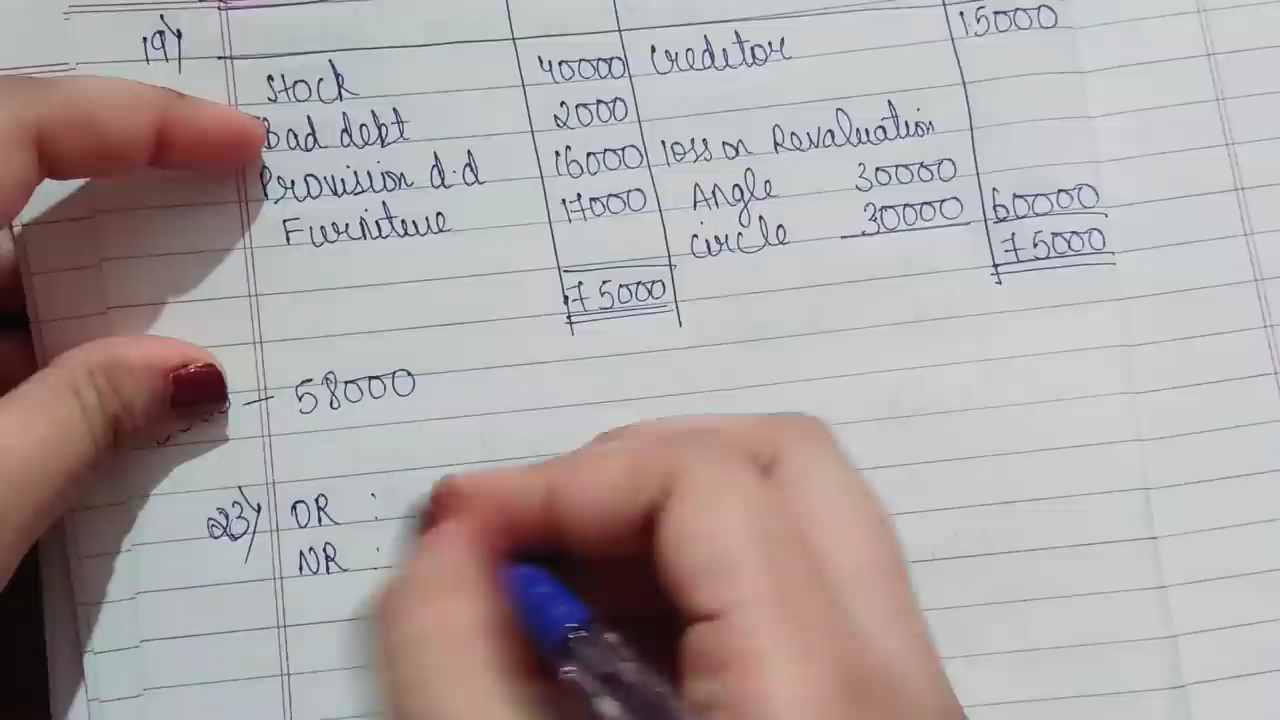 19) 15000
Stock 40000 Creditor
Bad debt 2000
Provision d.d 16000 loss on Revaluation
Furniture 17000 Angle 30000
circle 30000 60000
75000 75000
— 58000
23) OR :
NR :